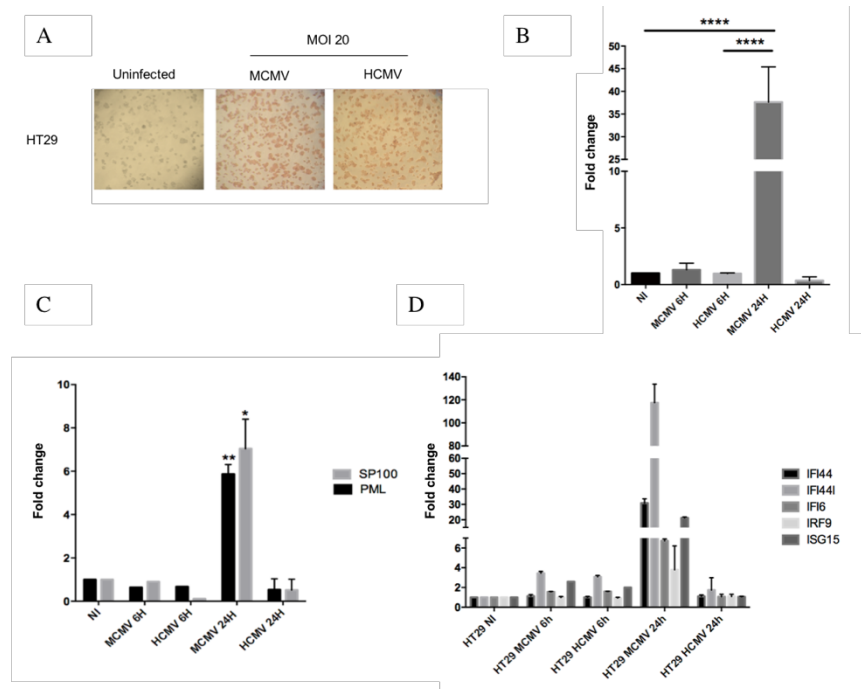 A
MOI 20
Uninfected MCMV HCMV
HT29
B
****
****
Fold change
50
45
40
35
30
25
10
5
0
NI MCMV 6H HCMV 6H MCMV 24H HCMV 24H
C
Fold change
10
8
6
4
2
0
** *
SP100
PML
NI MCMV 6H HCMV 6H MCMV 24H HCMV 24H
D
Fold change
140
120
100
80
60
50
40
30
20
6
4
2
0
IFI44
IFI44l
IFI6
IRF9
ISG15
HT29 NI HT29 MCMV 6h HT29 HCMV 6h HT29 MCMV 24h HT29 HCMV 24h